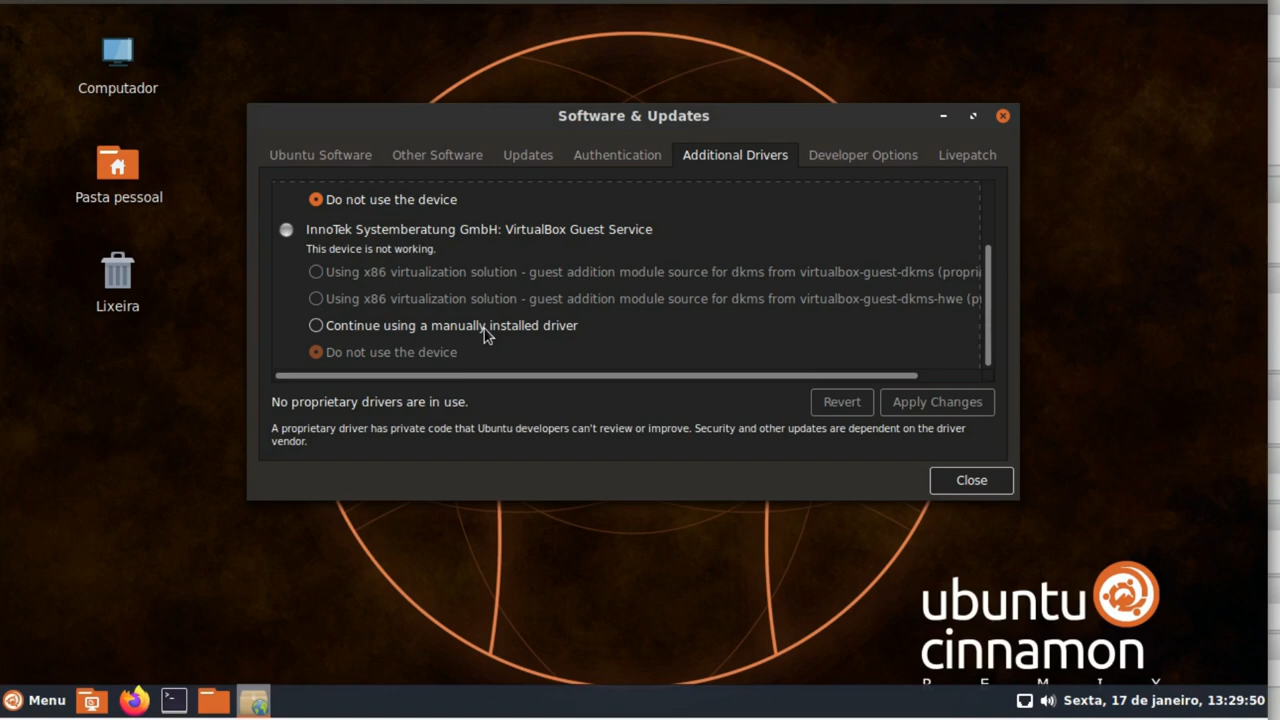 Computador
Pasta pessoal
Lixeira
Software & Updates
Ubuntu Software
Other Software
Updates
Authentication
Additional Drivers
Developer Options
Livepatch
Do not use the device
InnoTek Systemberatung GmbH: VirtualBox Guest Service
This device is not working.
Using x86 virtualization solution - guest addition module source for dkms from virtualbox-guest-dkms (propri
Using x86 virtualization solution - guest addition module source for dkms from virtualbox-guest-dkms-hwe (p
Continue using a manually installed driver
Do not use the device
No proprietary drivers are in use.
Revert
Apply Changes
A proprietary driver has private code that Ubuntu developers can't review or improve. Security and other updates are dependent on the driver
vendor.
Close
ubuntu
cinnamon
R E M I X
Menu
Sexta, 17 de janeiro, 13:29:50